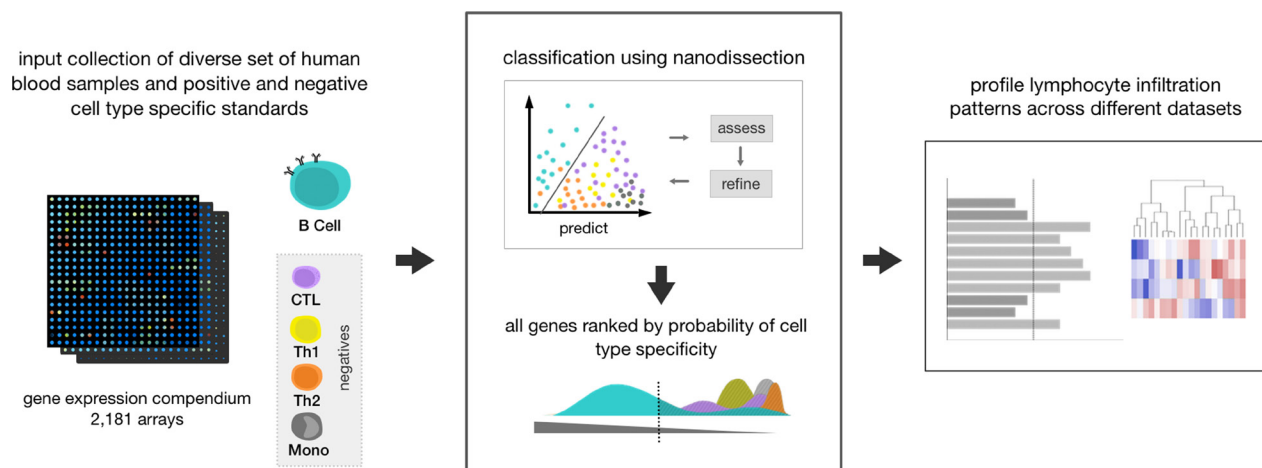 input collection of diverse set of human
blood samples and positive and negative
cell type specific standards
B Cell
CTL
Th1
Th2
Mono
negatives
gene expression compendium
2,181 arrays
classification using nanodissection
assess
refine
predict
all genes ranked by probability of cell
type specificity
profile lymphocyte infiltration
patterns across different datasets